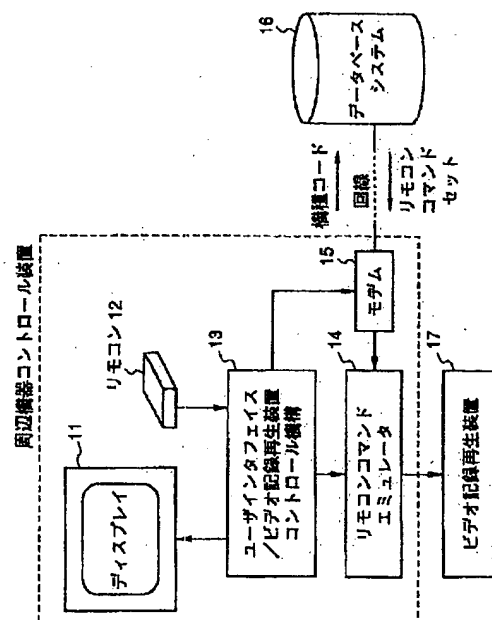 周辺機器コントロール装置
11
ディスプレイ
リモコン 12
13
ユーザインタフェイス
/ビデオ記録再生装置
コントロール機構
14
リモコンコマンド
エミュレータ
15
モデム
機種コード
回線
リモコン
コマンド
セット
16
データベース
システム
17
ビデオ記録再生装置